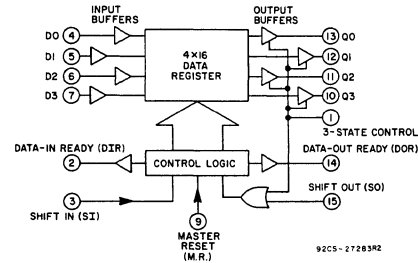 INPUT BUFFERS
OUTPUT BUFFERS
D0 4
D1 5
D2 6
D3 7
4×16 DATA REGISTER
13 Q0
12 Q1
11 Q2
10 Q3
1
3-STATE CONTROL
DATA-IN READY (DIR)
2
CONTROL LOGIC
DATA-OUT READY (DOR)
14
3
SHIFT IN (SI)
9
MASTER RESET (M.R.)
SHIFT OUT (SO)
15
92CS-27283R2